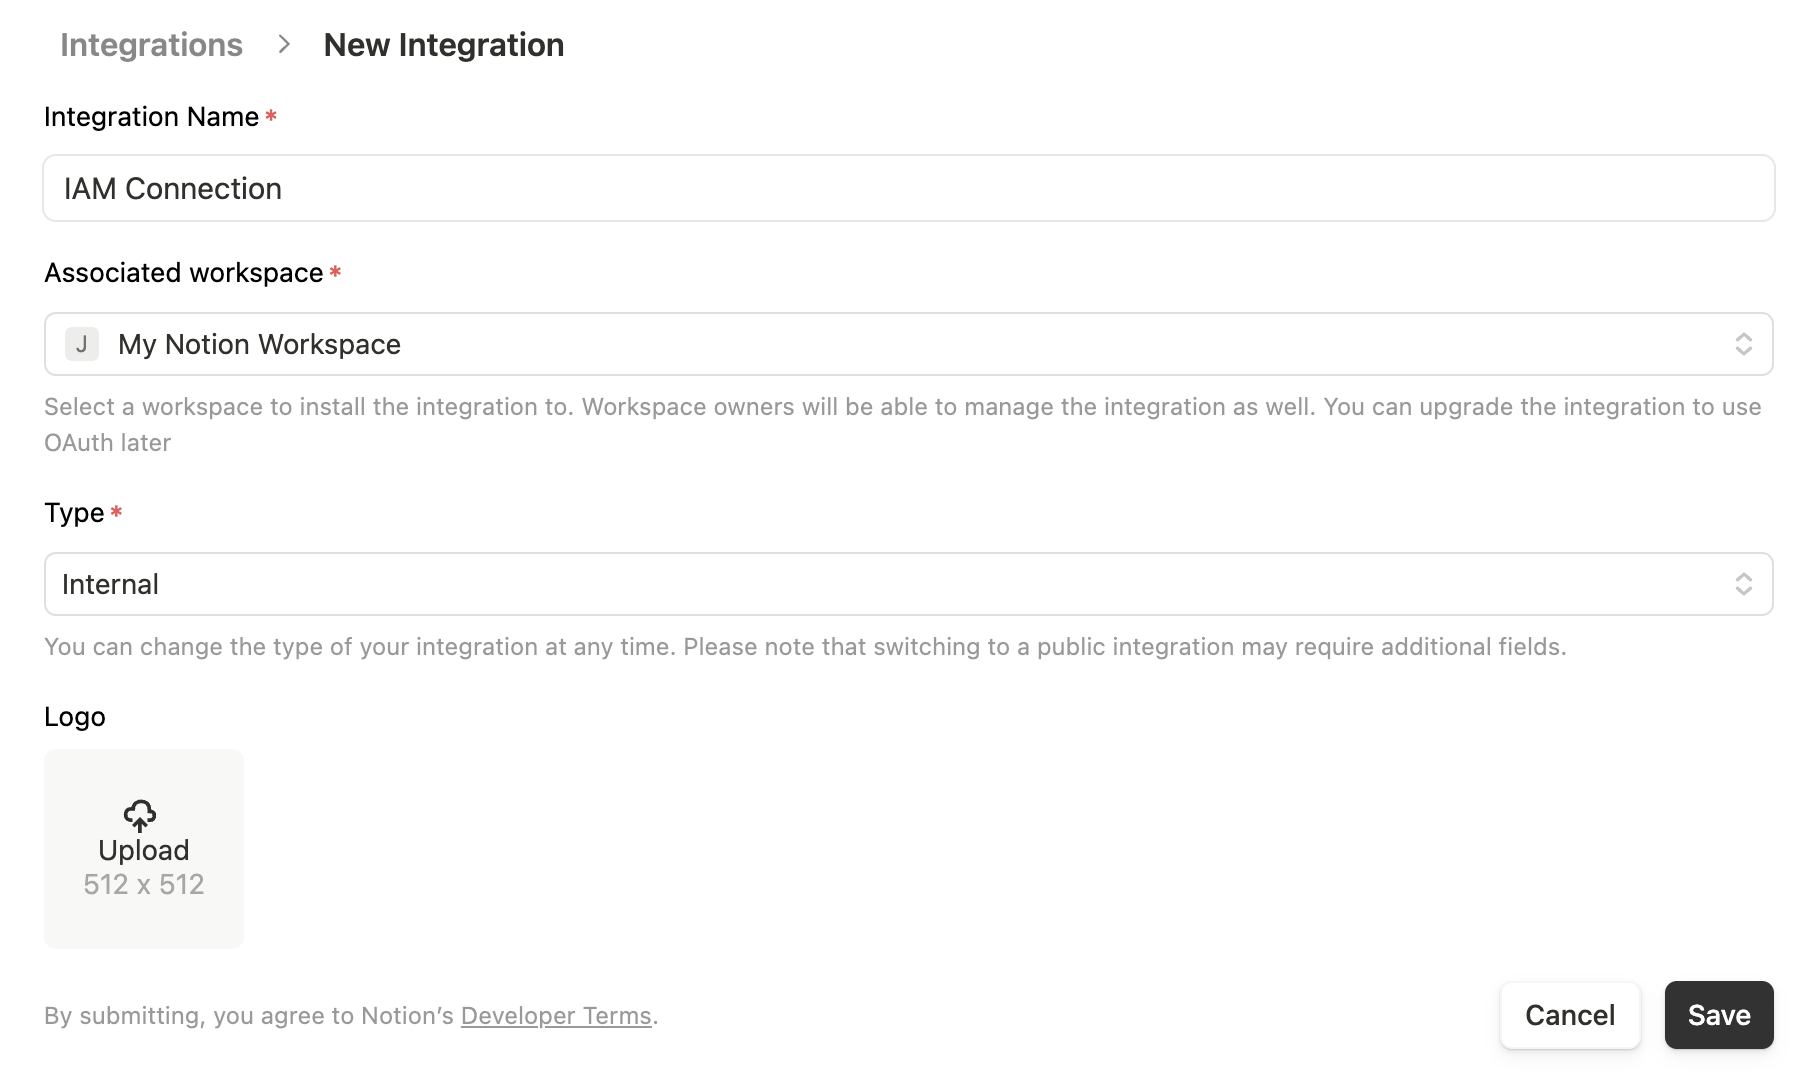 Integrations > New Integration
Integration Name *
IAM Connection
Associated workspace *
J My Notion Workspace
Select a workspace to install the integration to. Workspace owners will be able to manage the integration as well. You can upgrade the integration to use
OAuth later
Type *
Internal
You can change the type of your integration at any time. Please note that switching to a public integration may require additional fields.
Logo
Upload
512 x 512
By submitting, you agree to Notion’s Developer Terms.
Cancel
Save